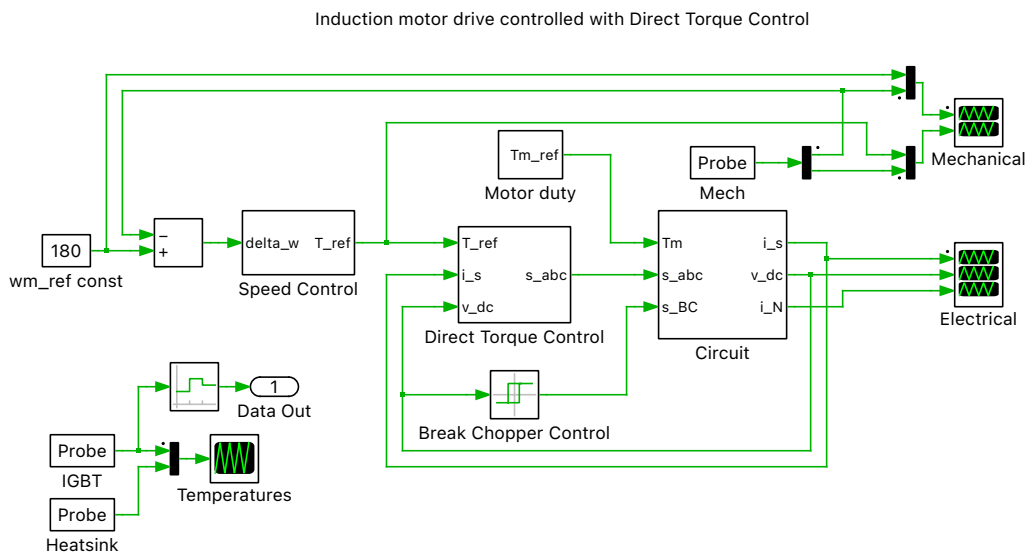 Induction motor drive controlled with Direct Torque Control
Mechanical
Tm_ref
Motor duty
Probe
Mech
180
wm_ref const
−
+
delta_w T_ref
Speed Control
T_ref
i_s s_abc
v_dc
Direct Torque Control
Tm i_s
s_abc v_dc
s_BC i_N
Circuit
Electrical
1
Data Out
Break Chopper Control
Probe
IGBT
Temperatures
Probe
Heatsink